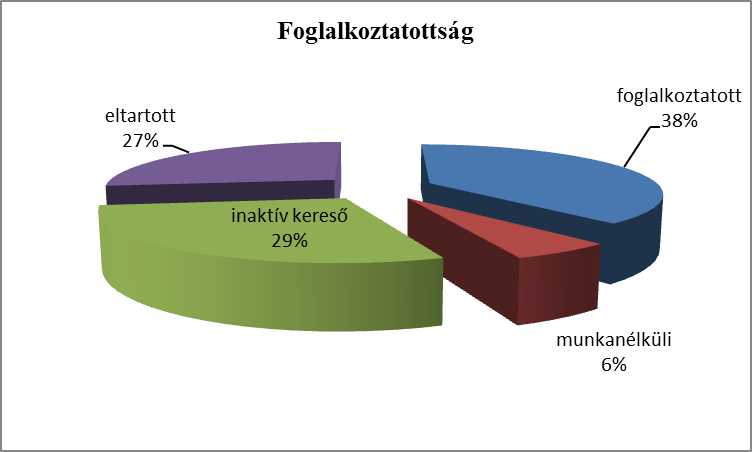 Foglalkoztatottság
foglalkoztatott
38%
eltartott
27%
inaktív kereső
29%
munkanélküli
6%